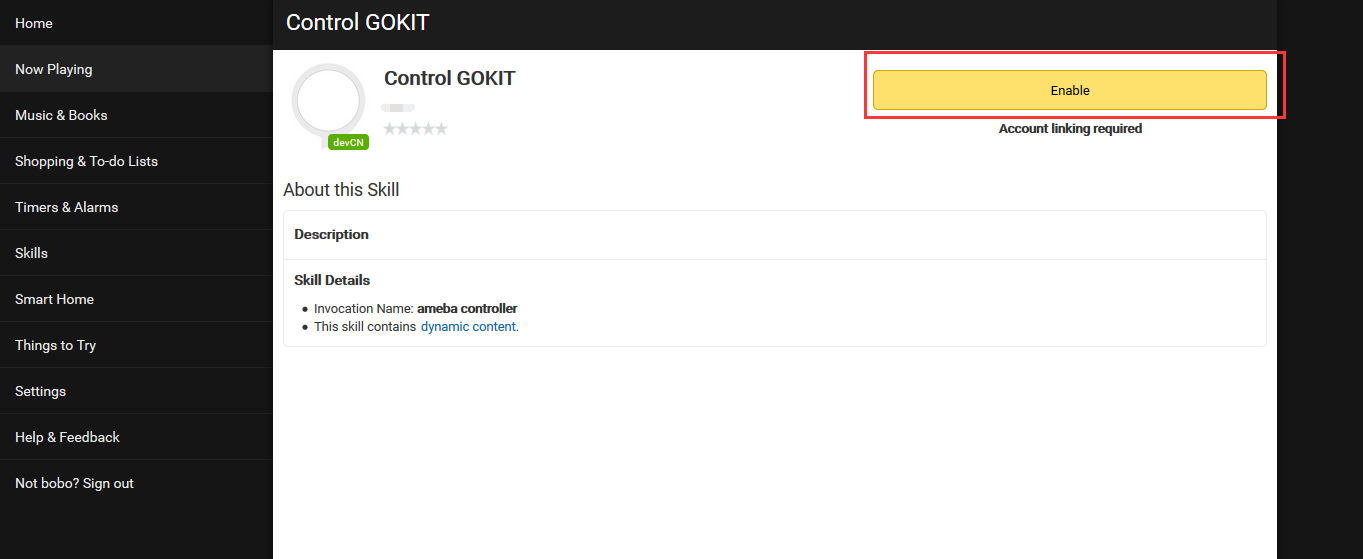 Home
Now Playing
Music & Books
Shopping & To-do Lists
Timers & Alarms
Skills
Smart Home
Things to Try
Settings
Help & Feedback
Not bobo? Sign out
Control GOKIT
Control GOKIT
devCN
Enable
Account linking required
About this Skill
Description
Skill Details
Invocation Name: ameba controller
This skill contains dynamic content.